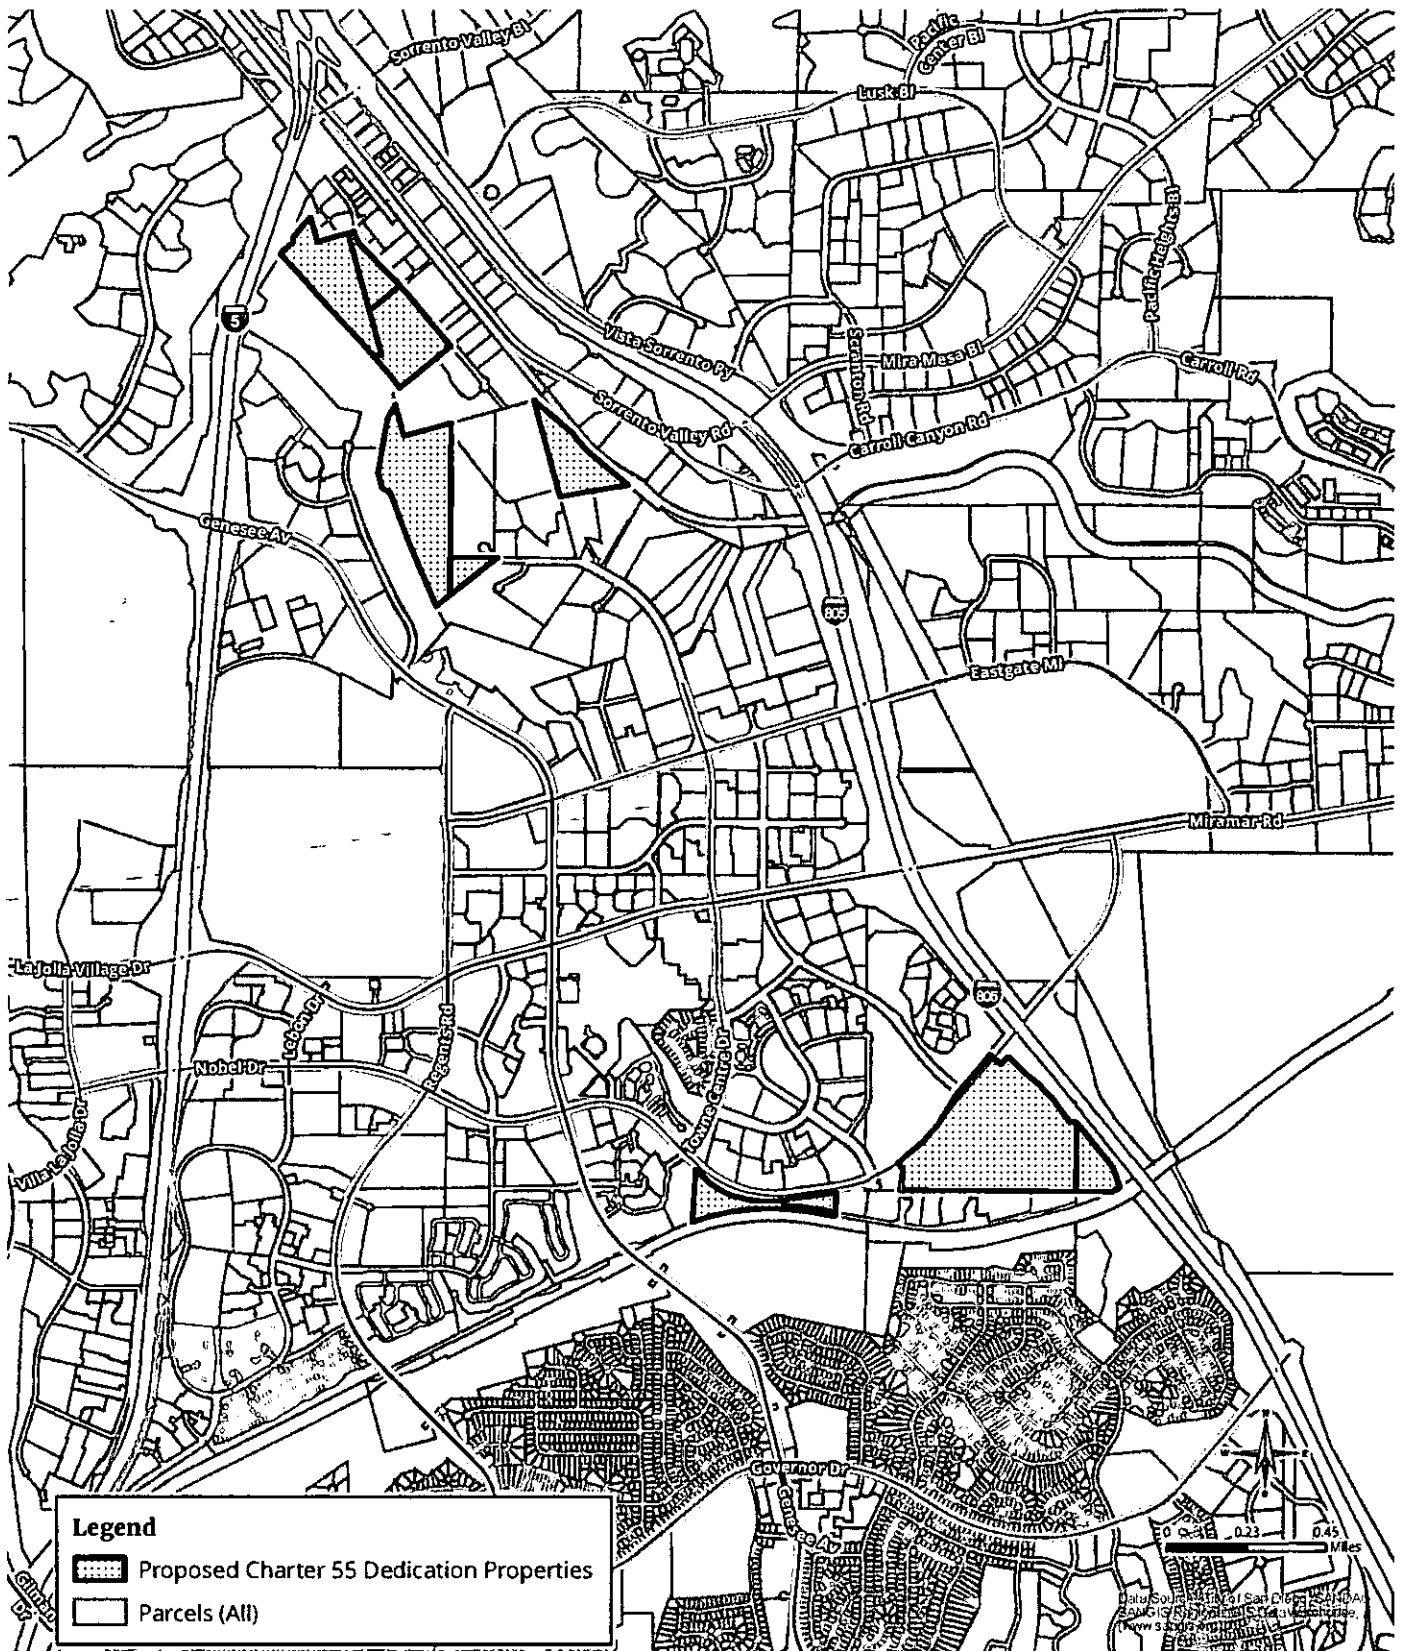 Sorrento Valley Bl
Pacific
Center Bl
Lusk Bl
Pacific Heights Bl
5
Vista Sorrento Py
Scranton Rd
Mira Mesa Bl
Carroll Rd
Sorrento Valley Rd
Carroll Canyon Rd
Genesee Av
805
Eastgate Ml
Miramar Rd
La Jolla Village Dr
805
Lebon Dr
Regents Rd
Nobel Dr
Towne Centre Dr
Villa La Jolla Dr
Governor Dr
Genesee Av
0
0.23
0.45
Miles
Legend
Proposed Charter 55 Dedication Properties
Parcels (All)
Gilman
Dr